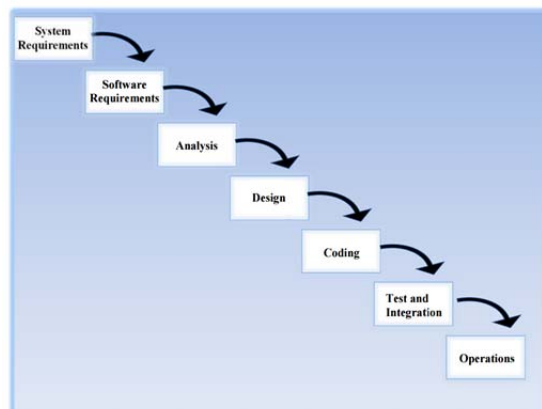 System
Requirements
Software
Requirements
Analysis
Design
Coding
Test and
Integration
Operations